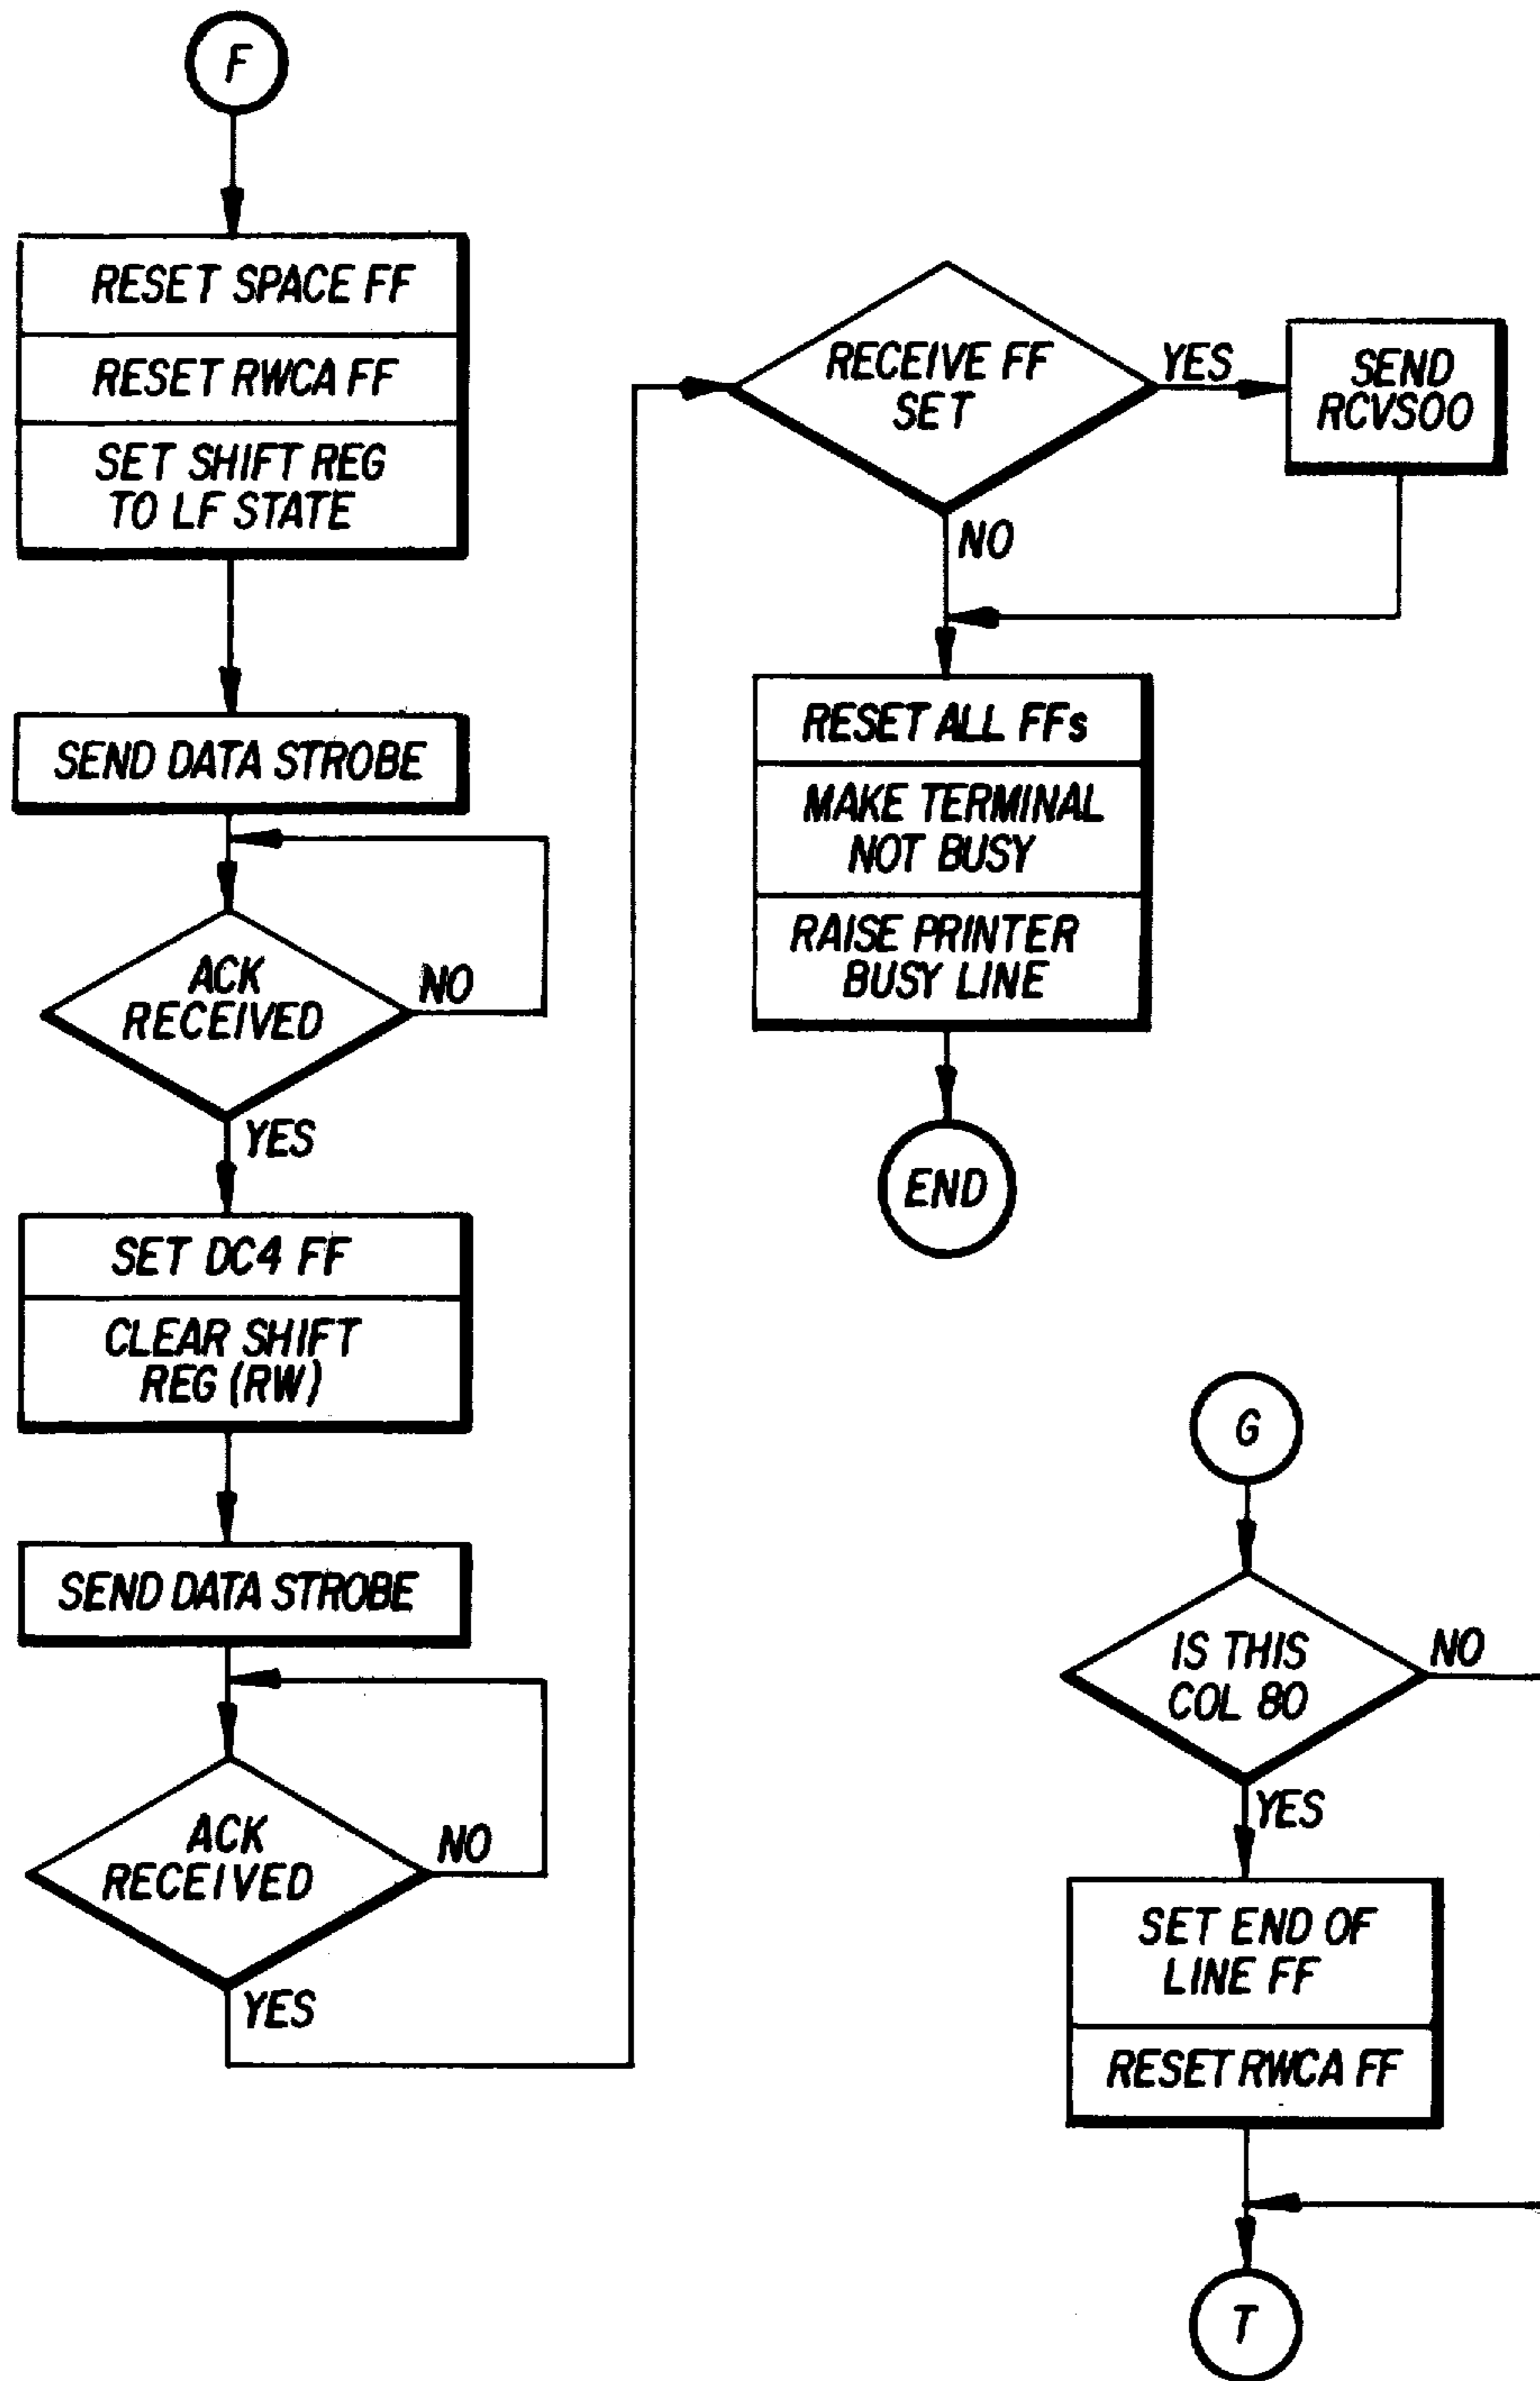 F
RESET SPACE FF
RESET RWCA FF
SET SHIFT REG
TO LF STATE
SEND DATA STROBE
ACK
RECEIVED
NO
YES
SET DC4 FF
CLEAR SHIFT
REG (RW)
SEND DATA STROBE
ACK
RECEIVED
NO
YES
RECEIVE FF
SET
YES
SEND
RCVS00
NO
RESET ALL FFs
MAKE TERMINAL
NOT BUSY
RAISE PRINTER
BUSY LINE
END
G
IS THIS
COL 80
NO
YES
SET END OF
LINE FF
RESET RWCA FF
T